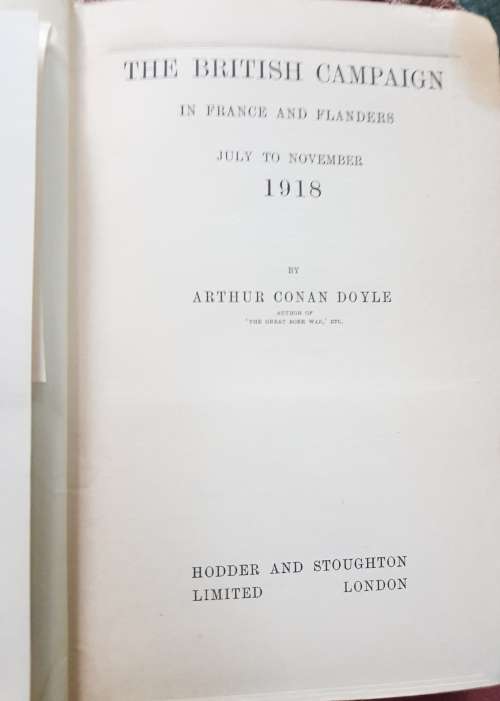 THE BRITISH CAMPAIGN
IN FRANCE AND FLANDERS
JULY TO NOVEMBER
1918
BY
ARTHUR CONAN DOYLE
AUTHOR OF
'THE GREAT BOER WAR,' ETC.
HODDER AND STOUGHTON
LIMITED LONDON